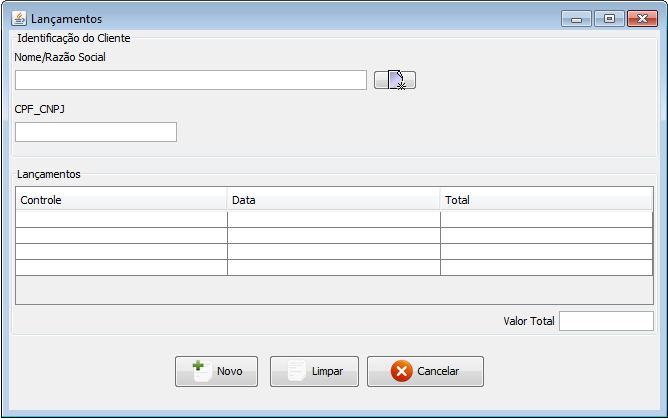 Lançamentos
Identificação do Cliente
Nome/Razão Social
CPF_CNPJ
Lançamentos
Controle Data Total
Valor Total
Novo Limpar Cancelar